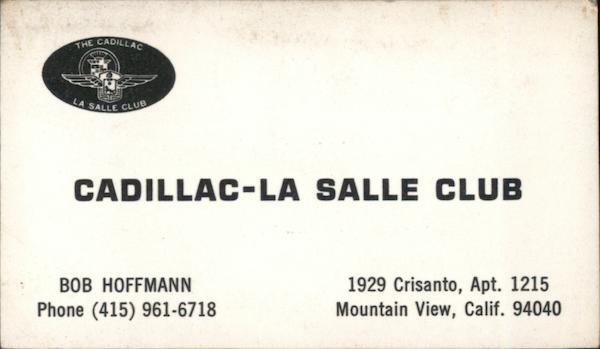 THE CADILLAC
LA SALLE CLUB
CADILLAC-LA SALLE CLUB
BOB HOFFMANN
Phone (415) 961-6718
1929 Crisanto, Apt. 1215
Mountain View, Calif. 94040